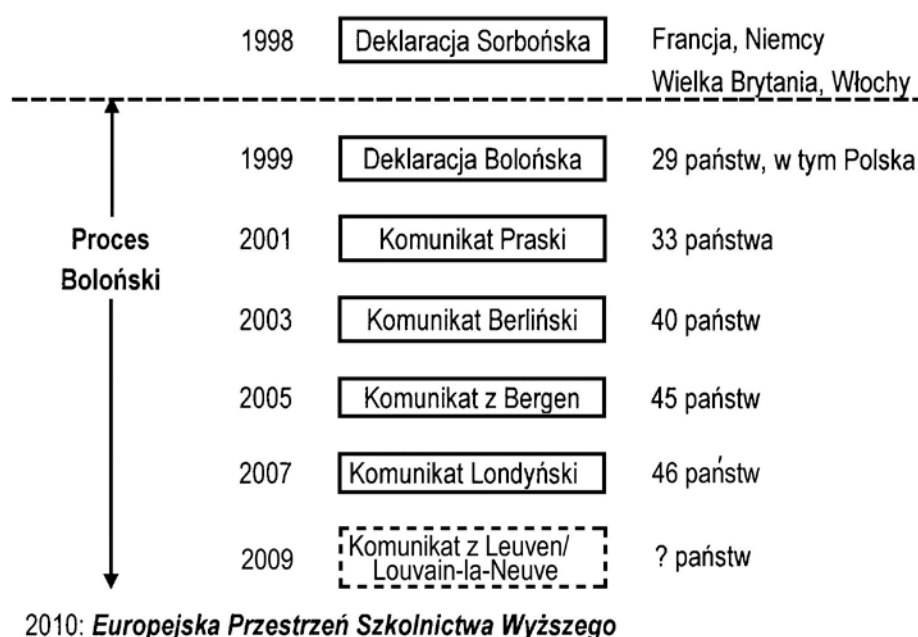 1998 Deklaracja Sorbońska Francja, Niemcy
Wielka Brytania, Włochy
1999 Deklaracja Bolońska 29 państw, w tym Polska
Proces
Boloński
2001 Komunikat Praski 33 państwa
2003 Komunikat Berliński 40 państw
2005 Komunikat z Bergen 45 państw
2007 Komunikat Londyński 46 państw
2009 Komunikat z Leuven/
Louvain-la-Neuve ? państw
2010: Europejska Przestrzeń Szkolnictwa Wyższego